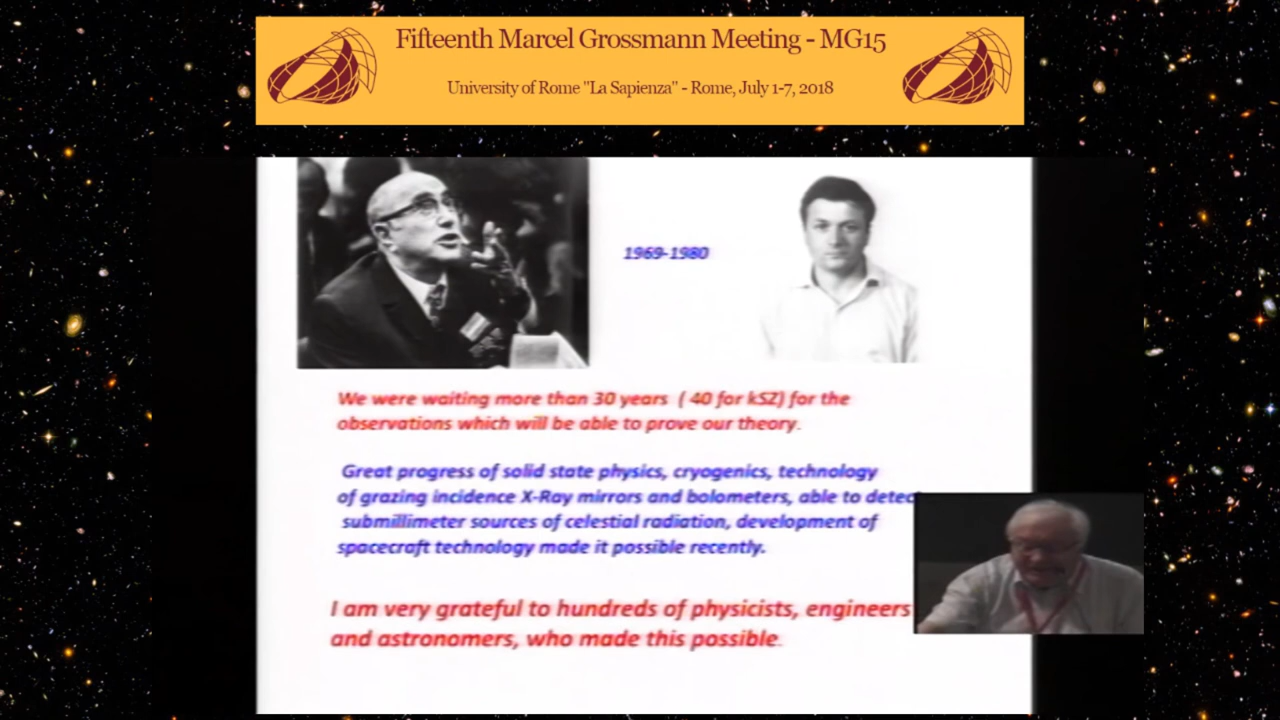 Fifteenth Marcel Grossmann Meeting - MG15
University of Rome "La Sapienza" - Rome, July 1-7, 2018
1969-1980
We were waiting more than 30 years ( 40 for kSZ) for the
observations which will be able to prove our theory.
Great progress of solid state physics, cryogenics, technology
of grazing incidence X-Ray mirrors and bolometers, able to detect
submillimeter sources of celestial radiation, development of
spacecraft technology made it possible recently.
I am very grateful to hundreds of physicists, engineers
and astronomers, who made this possible.